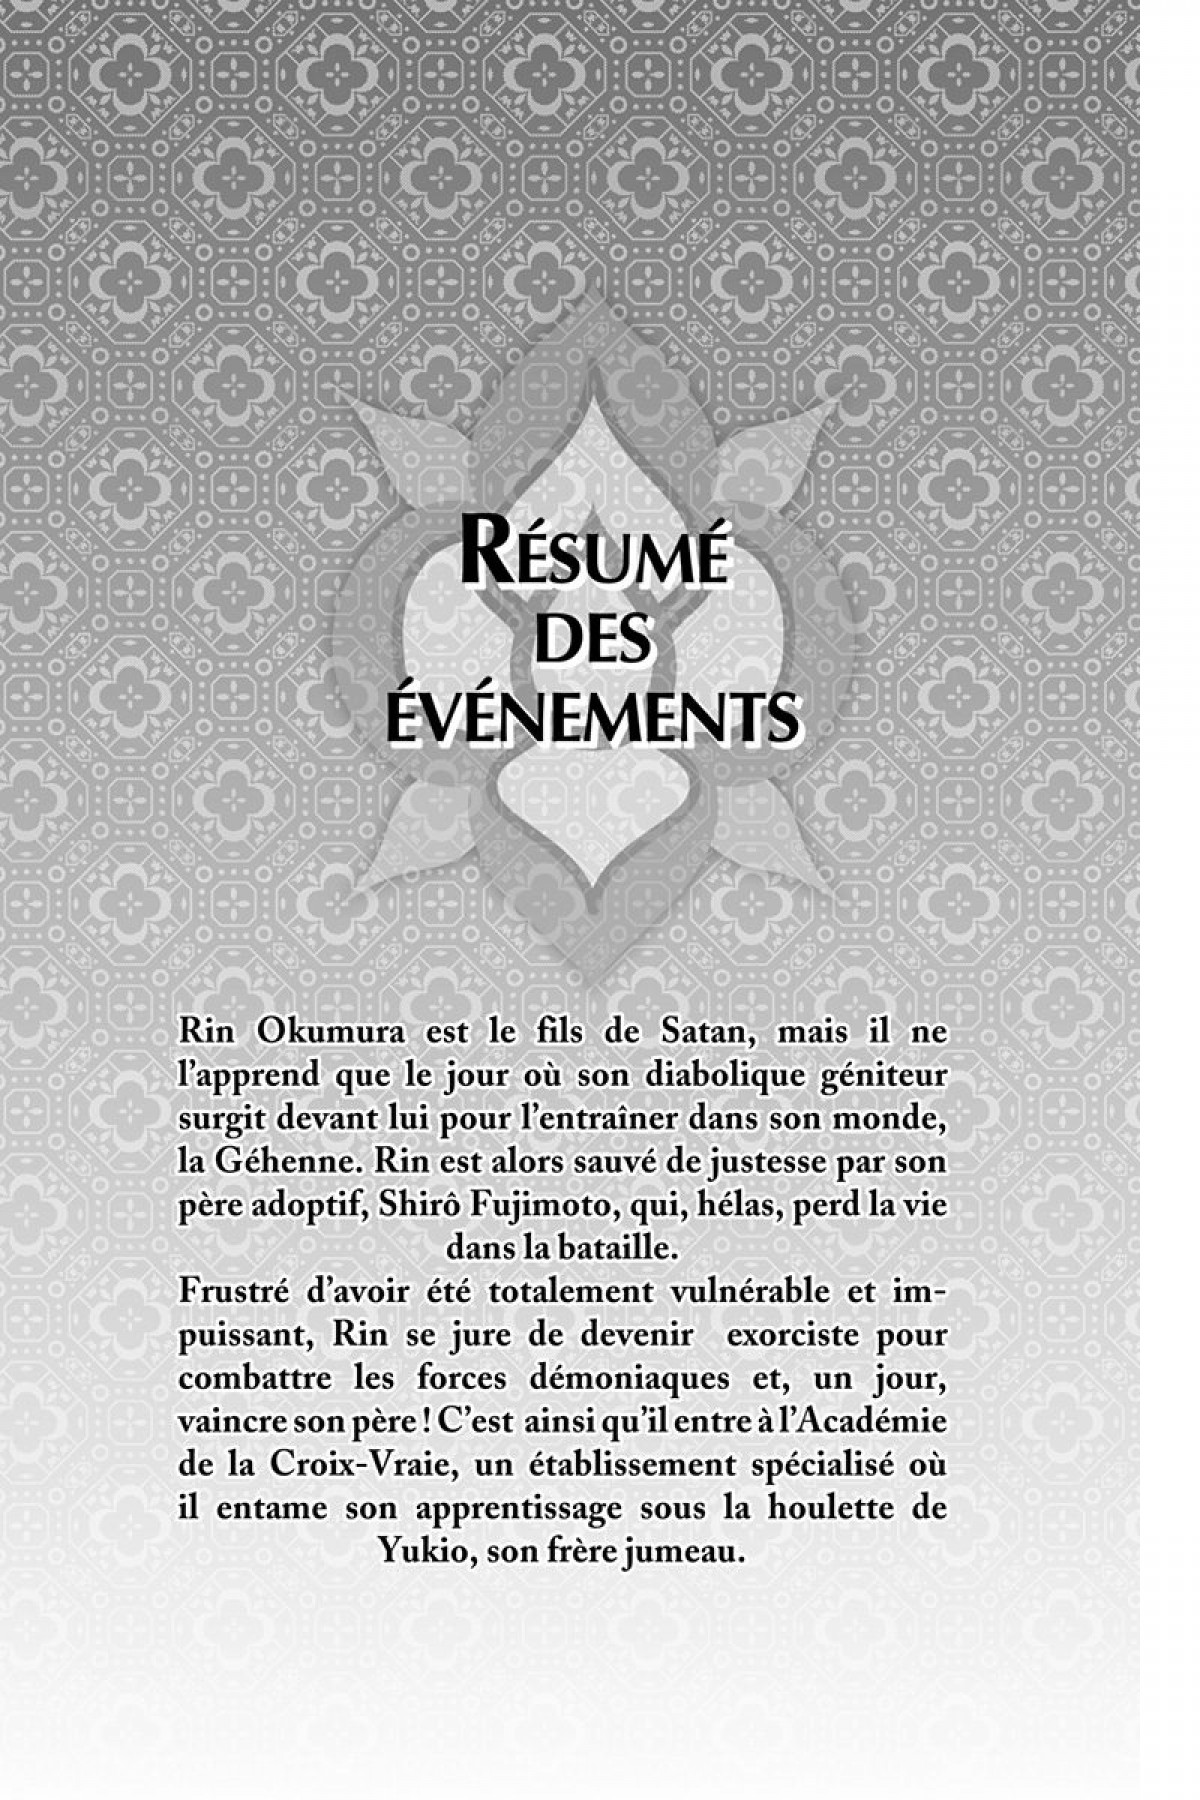 RÉSUMÉ
DES
ÉVÉNEMENTS
Rin Okumura est le fils de Satan, mais il ne
l'apprend que le jour où son diabolique géniteur
surgit devant lui pour l'entraîner dans son monde,
la Géhenne. Rin est alors sauvé de justesse par son
père adoptif, Shirô Fujimoto, qui, hélas, perd la vie
dans la bataille.
Frustré d'avoir été totalement vulnérable et im-
puissant, Rin se jure de devenir exorciste pour
combattre les forces démoniaques et, un jour,
vaincre son père ! C'est ainsi qu'il entre à l'Académie
de la Croix-Vraie, un établissement spécialisé où
il entame son apprentissage sous la houlette de
Yukio, son frère jumeau.